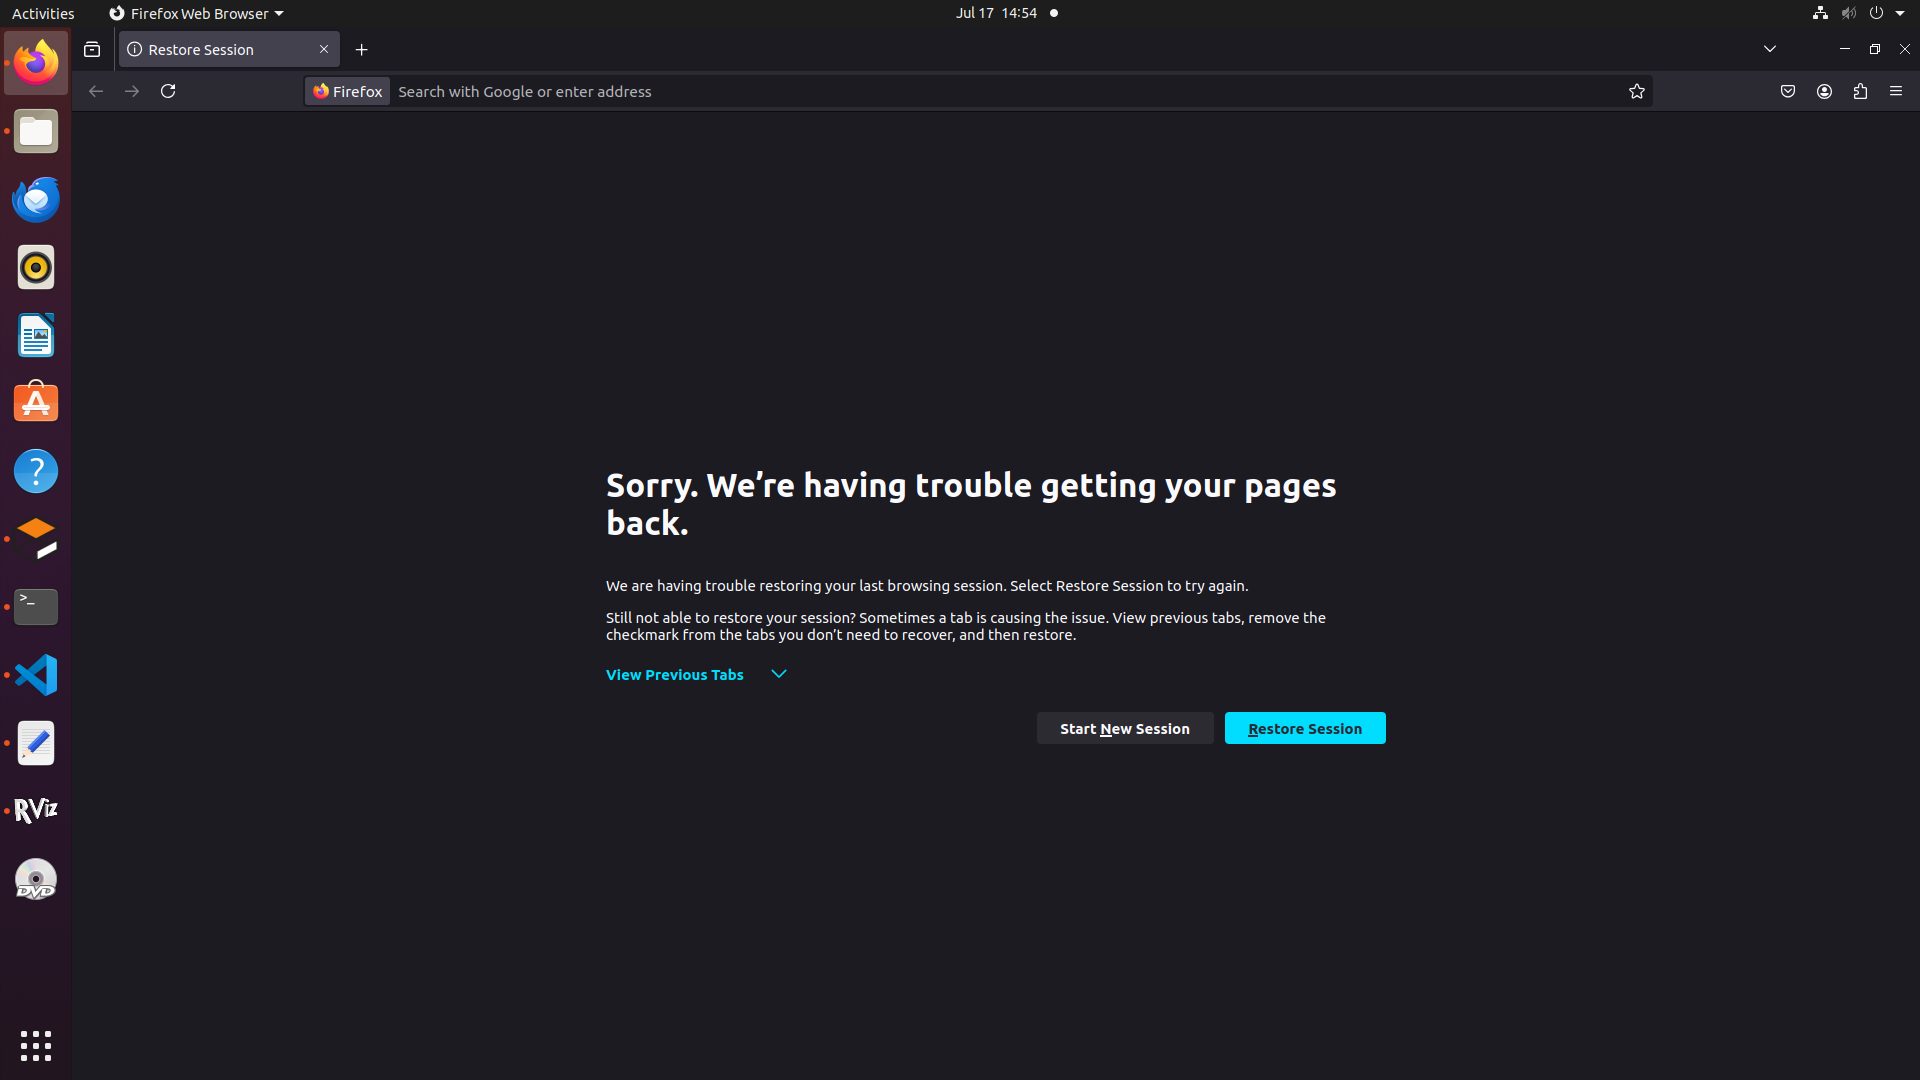 Activities
Firefox Web Browser
Jul 17 14:54
Restore Session
Firefox
Search with Google or enter address
Sorry. We’re having trouble getting your pages
back.
We are having trouble restoring your last browsing session. Select Restore Session to try again.
Still not able to restore your session? Sometimes a tab is causing the issue. View previous tabs, remove the
checkmark from the tabs you don’t need to recover, and then restore.
View Previous Tabs
Start New Session
Restore Session
>_
RViz
DVD